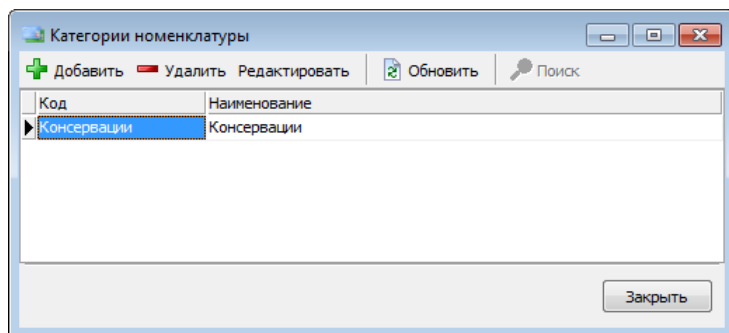 Категории номенклатуры
Добавить Удалить Редактировать Обновить Поиск
Код Наименование
Консервации Консервации
Закрыть